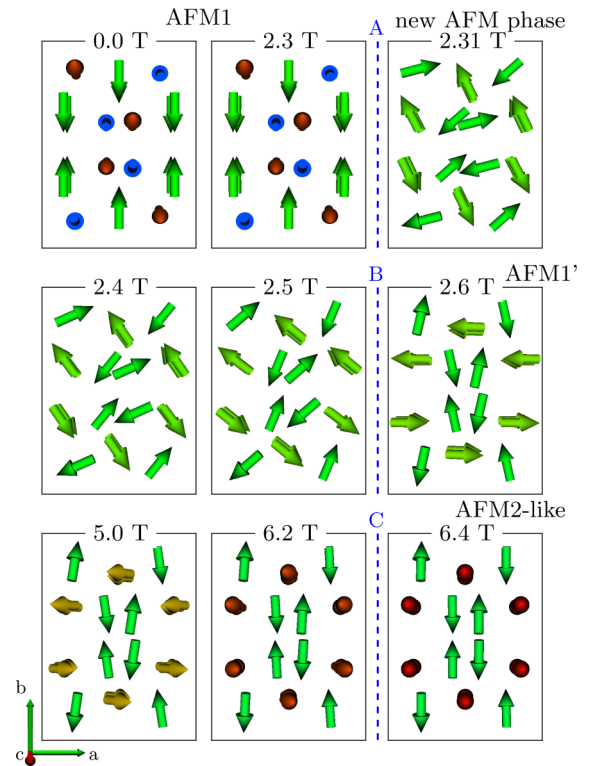 AFM1
A
new AFM phase
0.0 T
2.3 T
2.31 T
B
AFM1'
2.4 T
2.5 T
2.6 T
AFM2-like
C
5.0 T
6.2 T
6.4 T
b
c
a